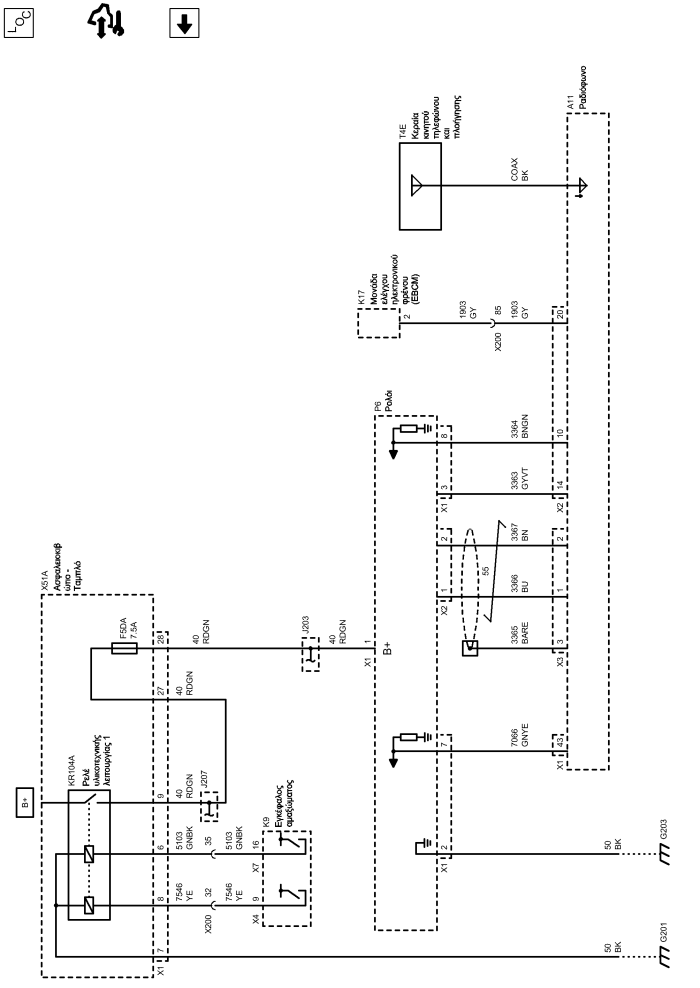 B+
X51A
Ασφαλειοκιβ
ώτιο -
Ταμπλό
KR104A
Ρελέ
υλικοτεχνικής
λειτουργίας 1
F5DA
7.5A
X1
7
8
6
9
27
28
7546
YE
5103
GNBK
40
RDGN
40
RDGN
40
RDGN
X200
32
35
J207
7546
YE
5103
GNBK
X4
9
X7
16
K9
Εγκέφαλος
αμαξώματος
J203
40
RDGN
X1
1
B+
P6
Ρολόι
K17
Μονάδα
ελέγχου
ηλεκτρονικού
φρένου
(EBCM)
T4E
Κεραία
κινητού
τηλεφώνου
και
πλοήγησης
X1
2
7
X2
1
2
X1
3
8
2
55
1903
GY
X200
85
50
BK
50
BK
7066
GNYE
3365
BARE
3366
BU
3367
BN
3363
GYVT
3364
BNGN
1903
GY
COAX
BK
X1
43
X3
3
1
2
X2
14
10
20
A11
Ραδιόφωνο
G201
G203
LOC